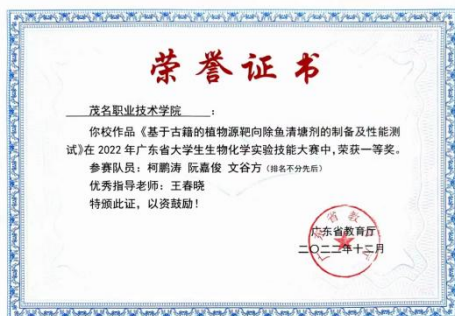 荣誉证书
茂名职业技术学院：
你校作品《基于古籍的植物源靶向除鱼清塘剂的制备及性能测
试》在 2022 年广东省大学生生物化学实验技能大赛中，荣获一等奖。
参赛队员：柯鹏涛 阮嘉俊 文谷方（排名不分先后）
优秀指导老师：王春晓
特颁此证，以资鼓励！
广东省教育厅
二〇二二年十二月